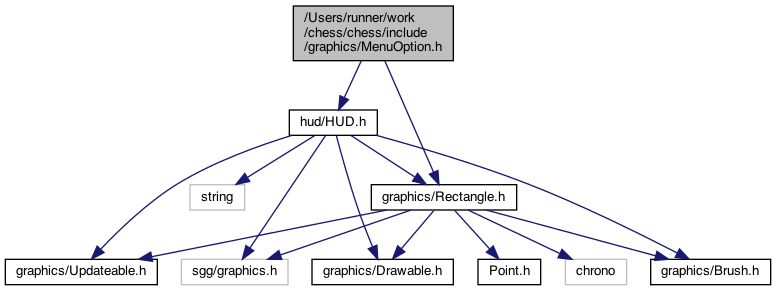 /Users/runner/work
/chess/chess/include
/graphics/MenuOption.h
hud/HUD.h
string
graphics/Rectangle.h
graphics/Updateable.h
sgg/graphics.h
graphics/Drawable.h
Point.h
chrono
graphics/Brush.h